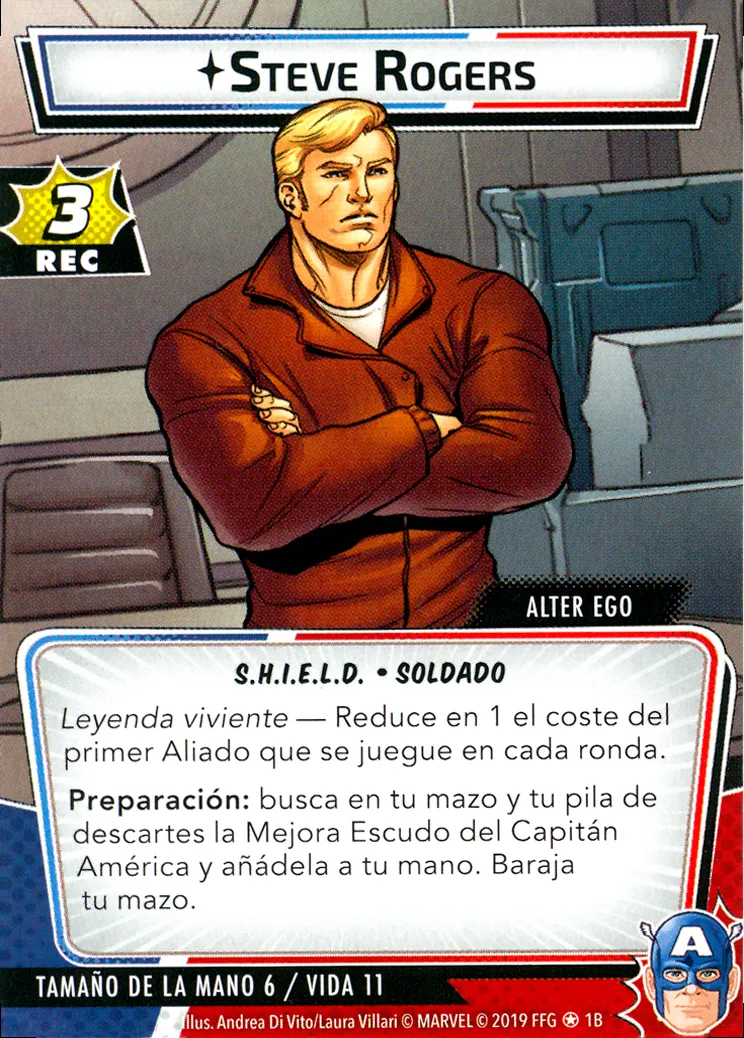 STEVE ROGERS
3
REC
ALTER EGO
S.H.I.E.L.D. • SOLDADO
Leyenda viviente — Reduce en 1 el coste del
primer Aliado que se juegue en cada ronda.
Preparación: busca en tu mazo y tu pila de
descartes la Mejora Escudo del Capitán
América y añádela a tu mano. Baraja
tu mazo.
TAMAÑO DE LA MANO 6 / VIDA 11
A
Illus. Andrea Di Vito/Laura Villari © MARVEL © 2019 FFG ✪ 1B